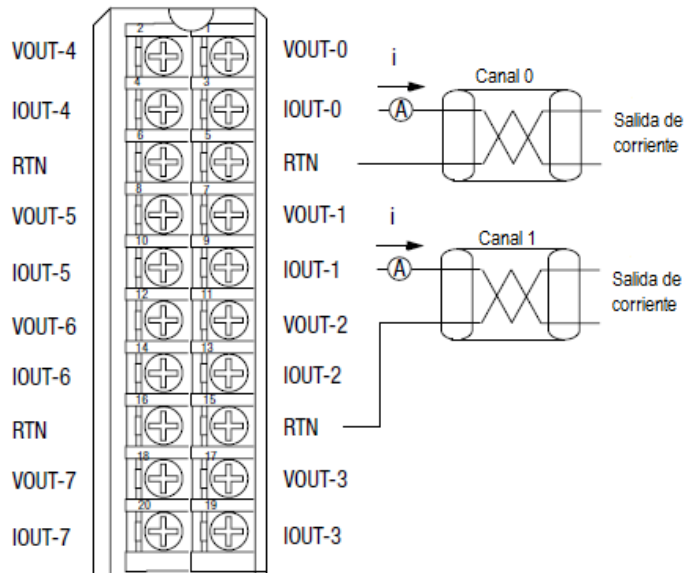 VOUT-4 2 1 VOUT-0
IOUT-4 4 3 IOUT-0
RTN 6 5 RTN
VOUT-5 8 7 VOUT-1
IOUT-5 10 9 IOUT-1
VOUT-6 12 11 VOUT-2
IOUT-6 14 13 IOUT-2
RTN 16 15 RTN
VOUT-7 18 17 VOUT-3
IOUT-7 20 19 IOUT-3
i
Canal 0
A
Salida de
corriente
i
Canal 1
A
Salida de
corriente